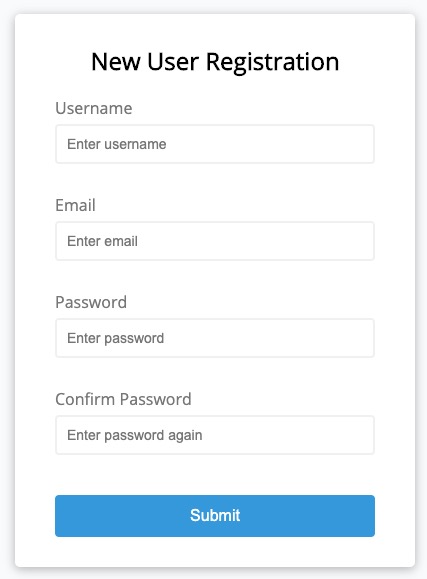 New User Registration
Username
Enter username
Email
Enter email
Password
Enter password
Confirm Password
Enter password again
Submit